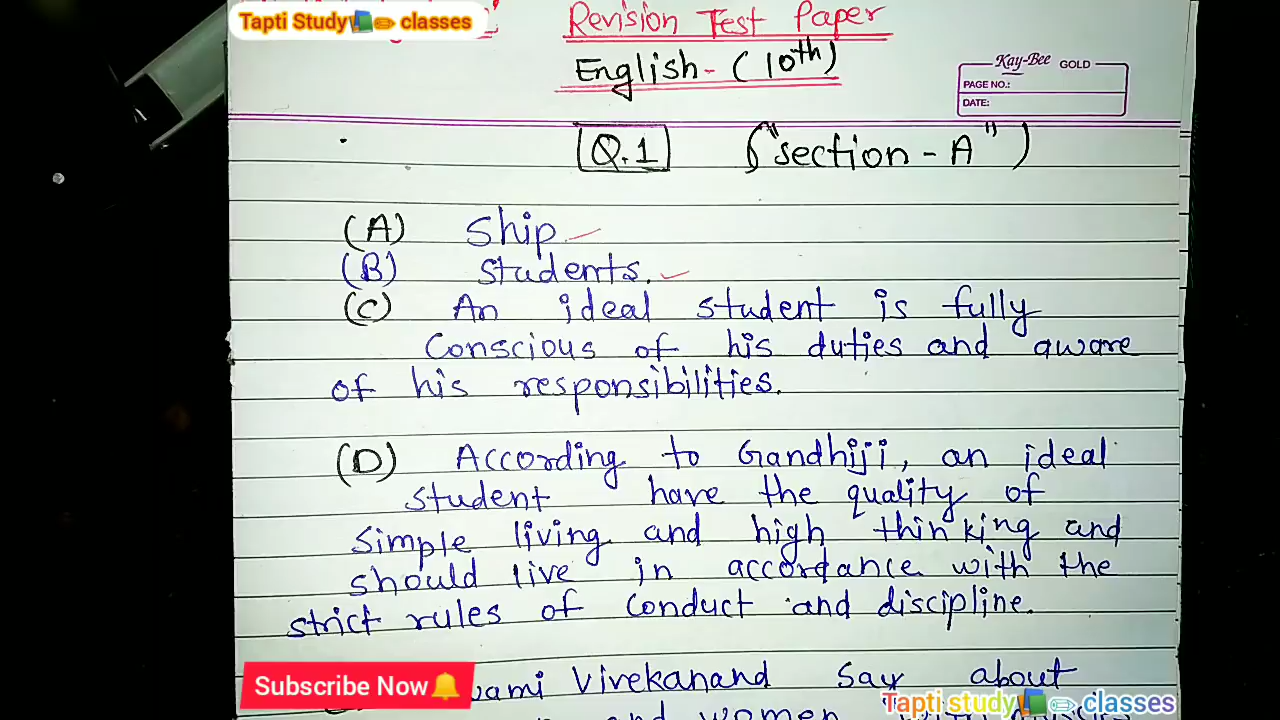 Tapti Study classes
Revision Test Paper
English - (10th)
Kay-Bee GOLD
PAGE NO.:
DATE:
Q.1 ("section - A")
(A) Ship
(B) Students.
(C) An ideal student is fully
Conscious of his duties and aware
of his responsibilities.
(D) According to Gandhiji, an ideal
student have the quality of
simple living and high thinking and
should live in accordance with the
strict rules of conduct and discipline.
Vivekanand Say about
and women
Subscribe Now
Tapti study classes